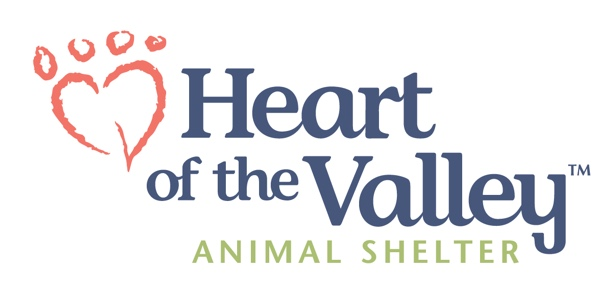 Heart
of the Valley™
ANIMAL SHELTER